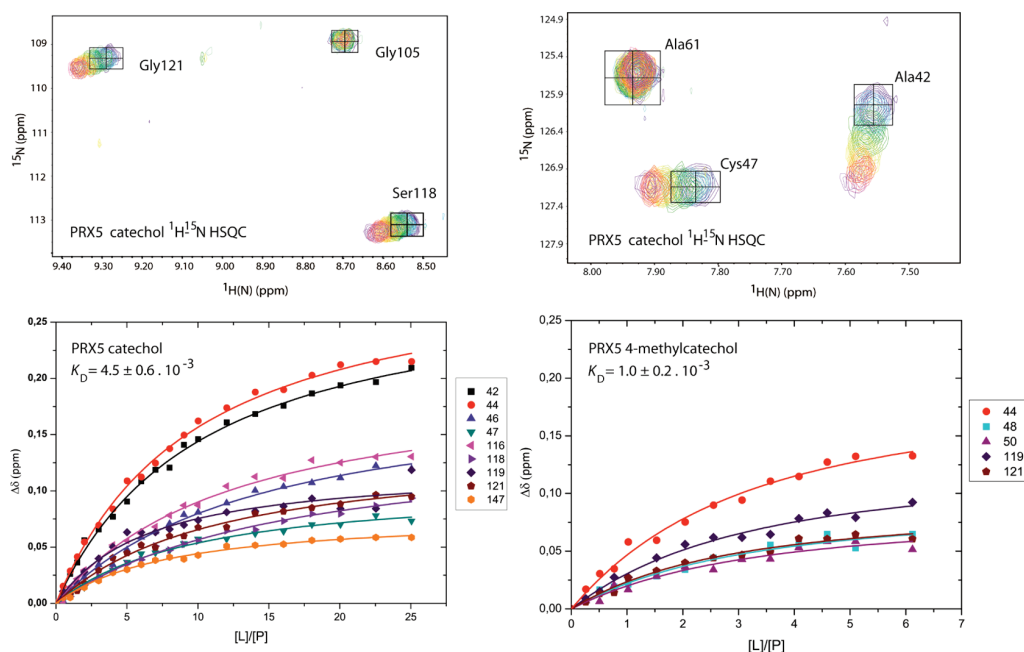 109
110
111
112
113
¹⁵N (ppm)
Gly121
Gly105
Ser118
PRX5 catechol ¹H-¹⁵N HSQC
9.40 9.30 9.20 9.10 9.00 8.90 8.80 8.70 8.60 8.50
¹H(N) (ppm)
124.9
125.4
125.9
126.4
126.9
127.4
127.9
¹⁵N (ppm)
Ala61
Ala42
Cys47
PRX5 catechol ¹H-¹⁵N HSQC
8.00 7.90 7.80 7.70 7.60 7.50
¹H(N) (ppm)
0,25
0,20
0,15
0,10
0,05
0,00
Δδ (ppm)
PRX5 catechol
K_D = 4.5 ± 0.6 . 10⁻³
0 5 10 15 20 25
[L]/[P]
42
44
46
47
116
118
119
121
147
0,25
0,20
0,15
0,10
0,05
0,00
Δδ (ppm)
PRX5 4-methylcatechol
K_D = 1.0 ± 0.2 . 10⁻³
0 1 2 3 4 5 6 7
[L]/[P]
44
48
50
119
121